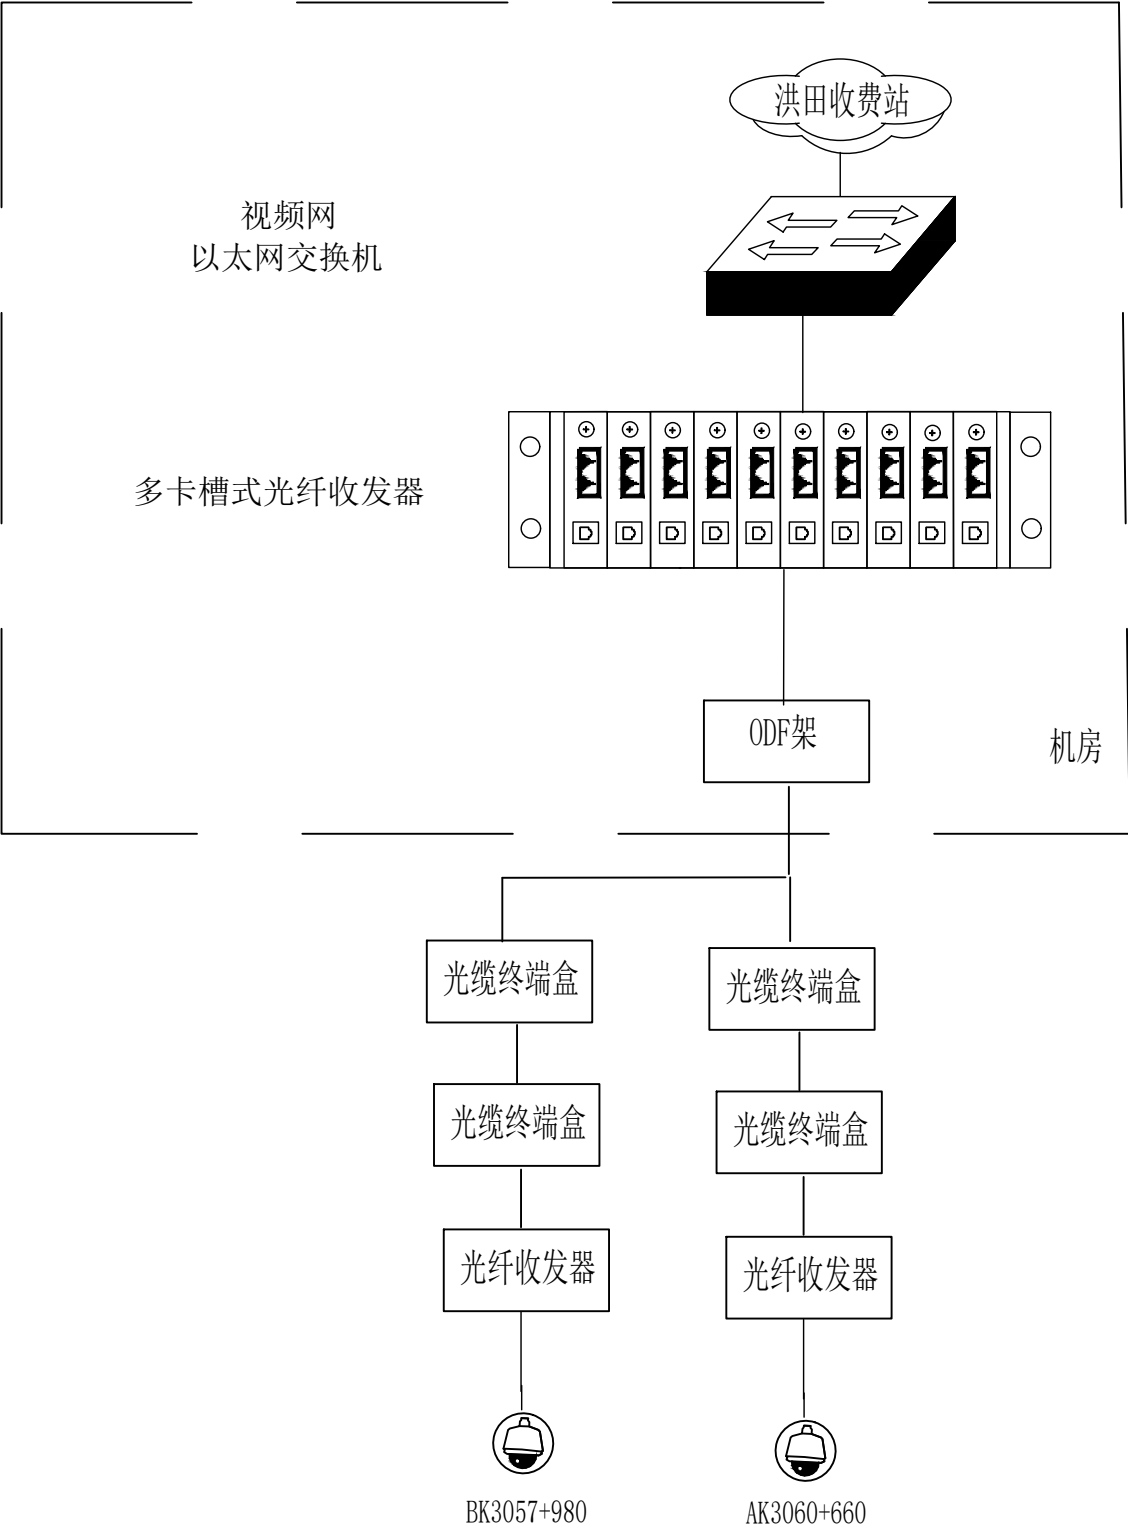 洪田收费站
视频网
以太网交换机
多卡槽式光纤收发器
ODF架
机房
光缆终端盒
光缆终端盒
光缆终端盒
光缆终端盒
光纤收发器
光纤收发器
BK3057+980
AK3060+660